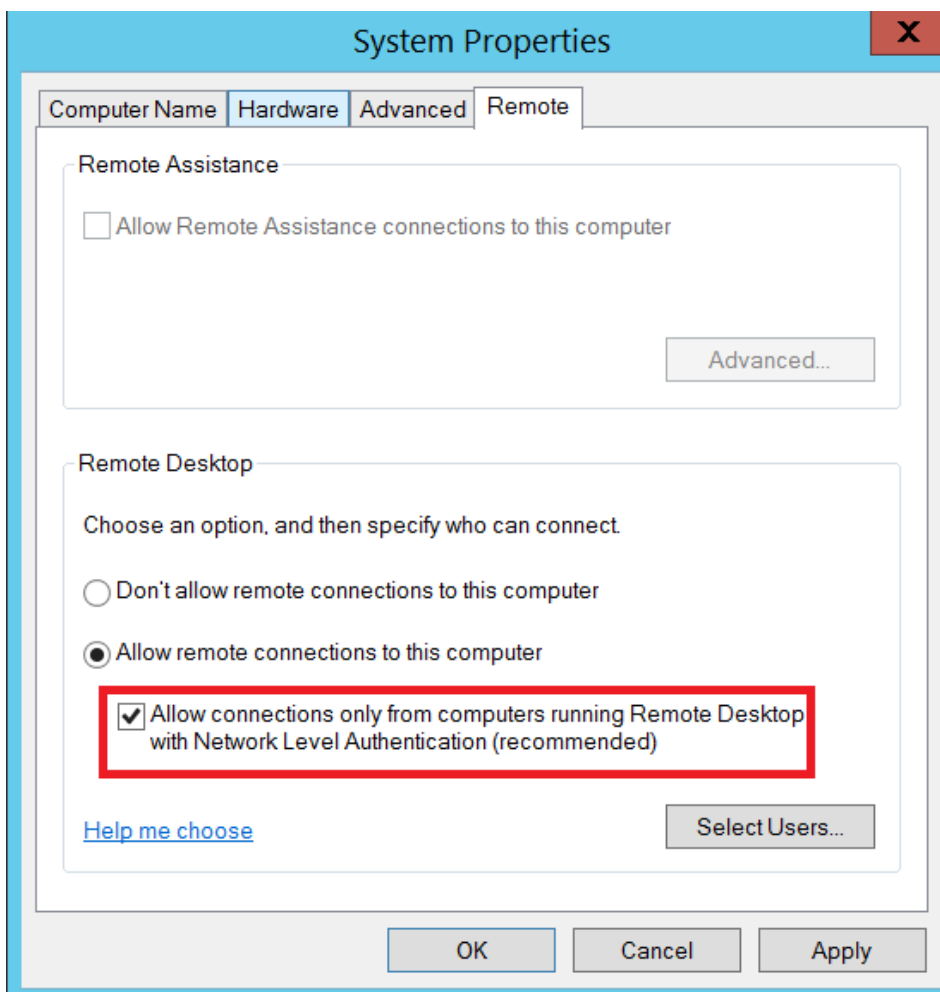 System Properties
X
Computer Name Hardware Advanced Remote
Remote Assistance
Allow Remote Assistance connections to this computer
Advanced...
Remote Desktop
Choose an option, and then specify who can connect.
Don't allow remote connections to this computer
Allow remote connections to this computer
Allow connections only from computers running Remote Desktop
with Network Level Authentication (recommended)
Help me choose
Select Users...
OK Cancel Apply